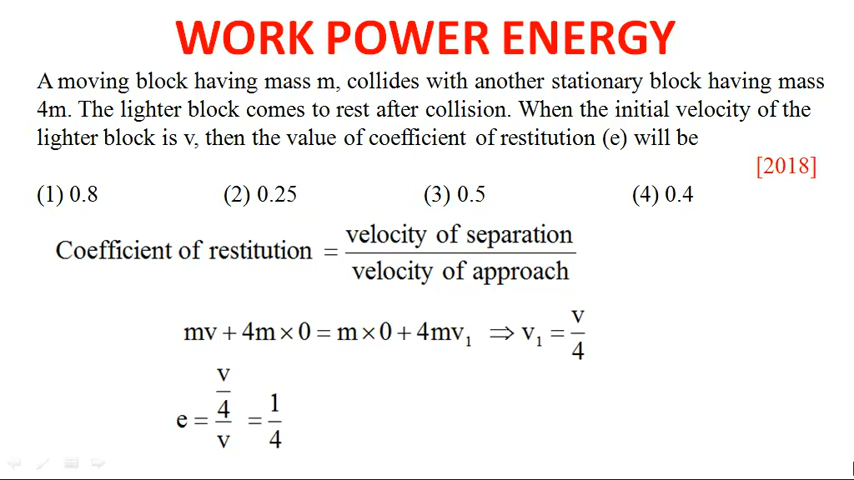 WORK POWER ENERGY
A moving block having mass m, collides with another stationary block having mass
4m. The lighter block comes to rest after collision. When the initial velocity of the
lighter block is v, then the value of coefficient of restitution (e) will be
[2018]
(1) 0.8 (2) 0.25 (3) 0.5 (4) 0.4
Coefficient of restitution = velocity of separation / velocity of approach
mv + 4m × 0 = m × 0 + 4mv₁ ⇒ v₁ = v/4
e = (v/4)/v = 1/4